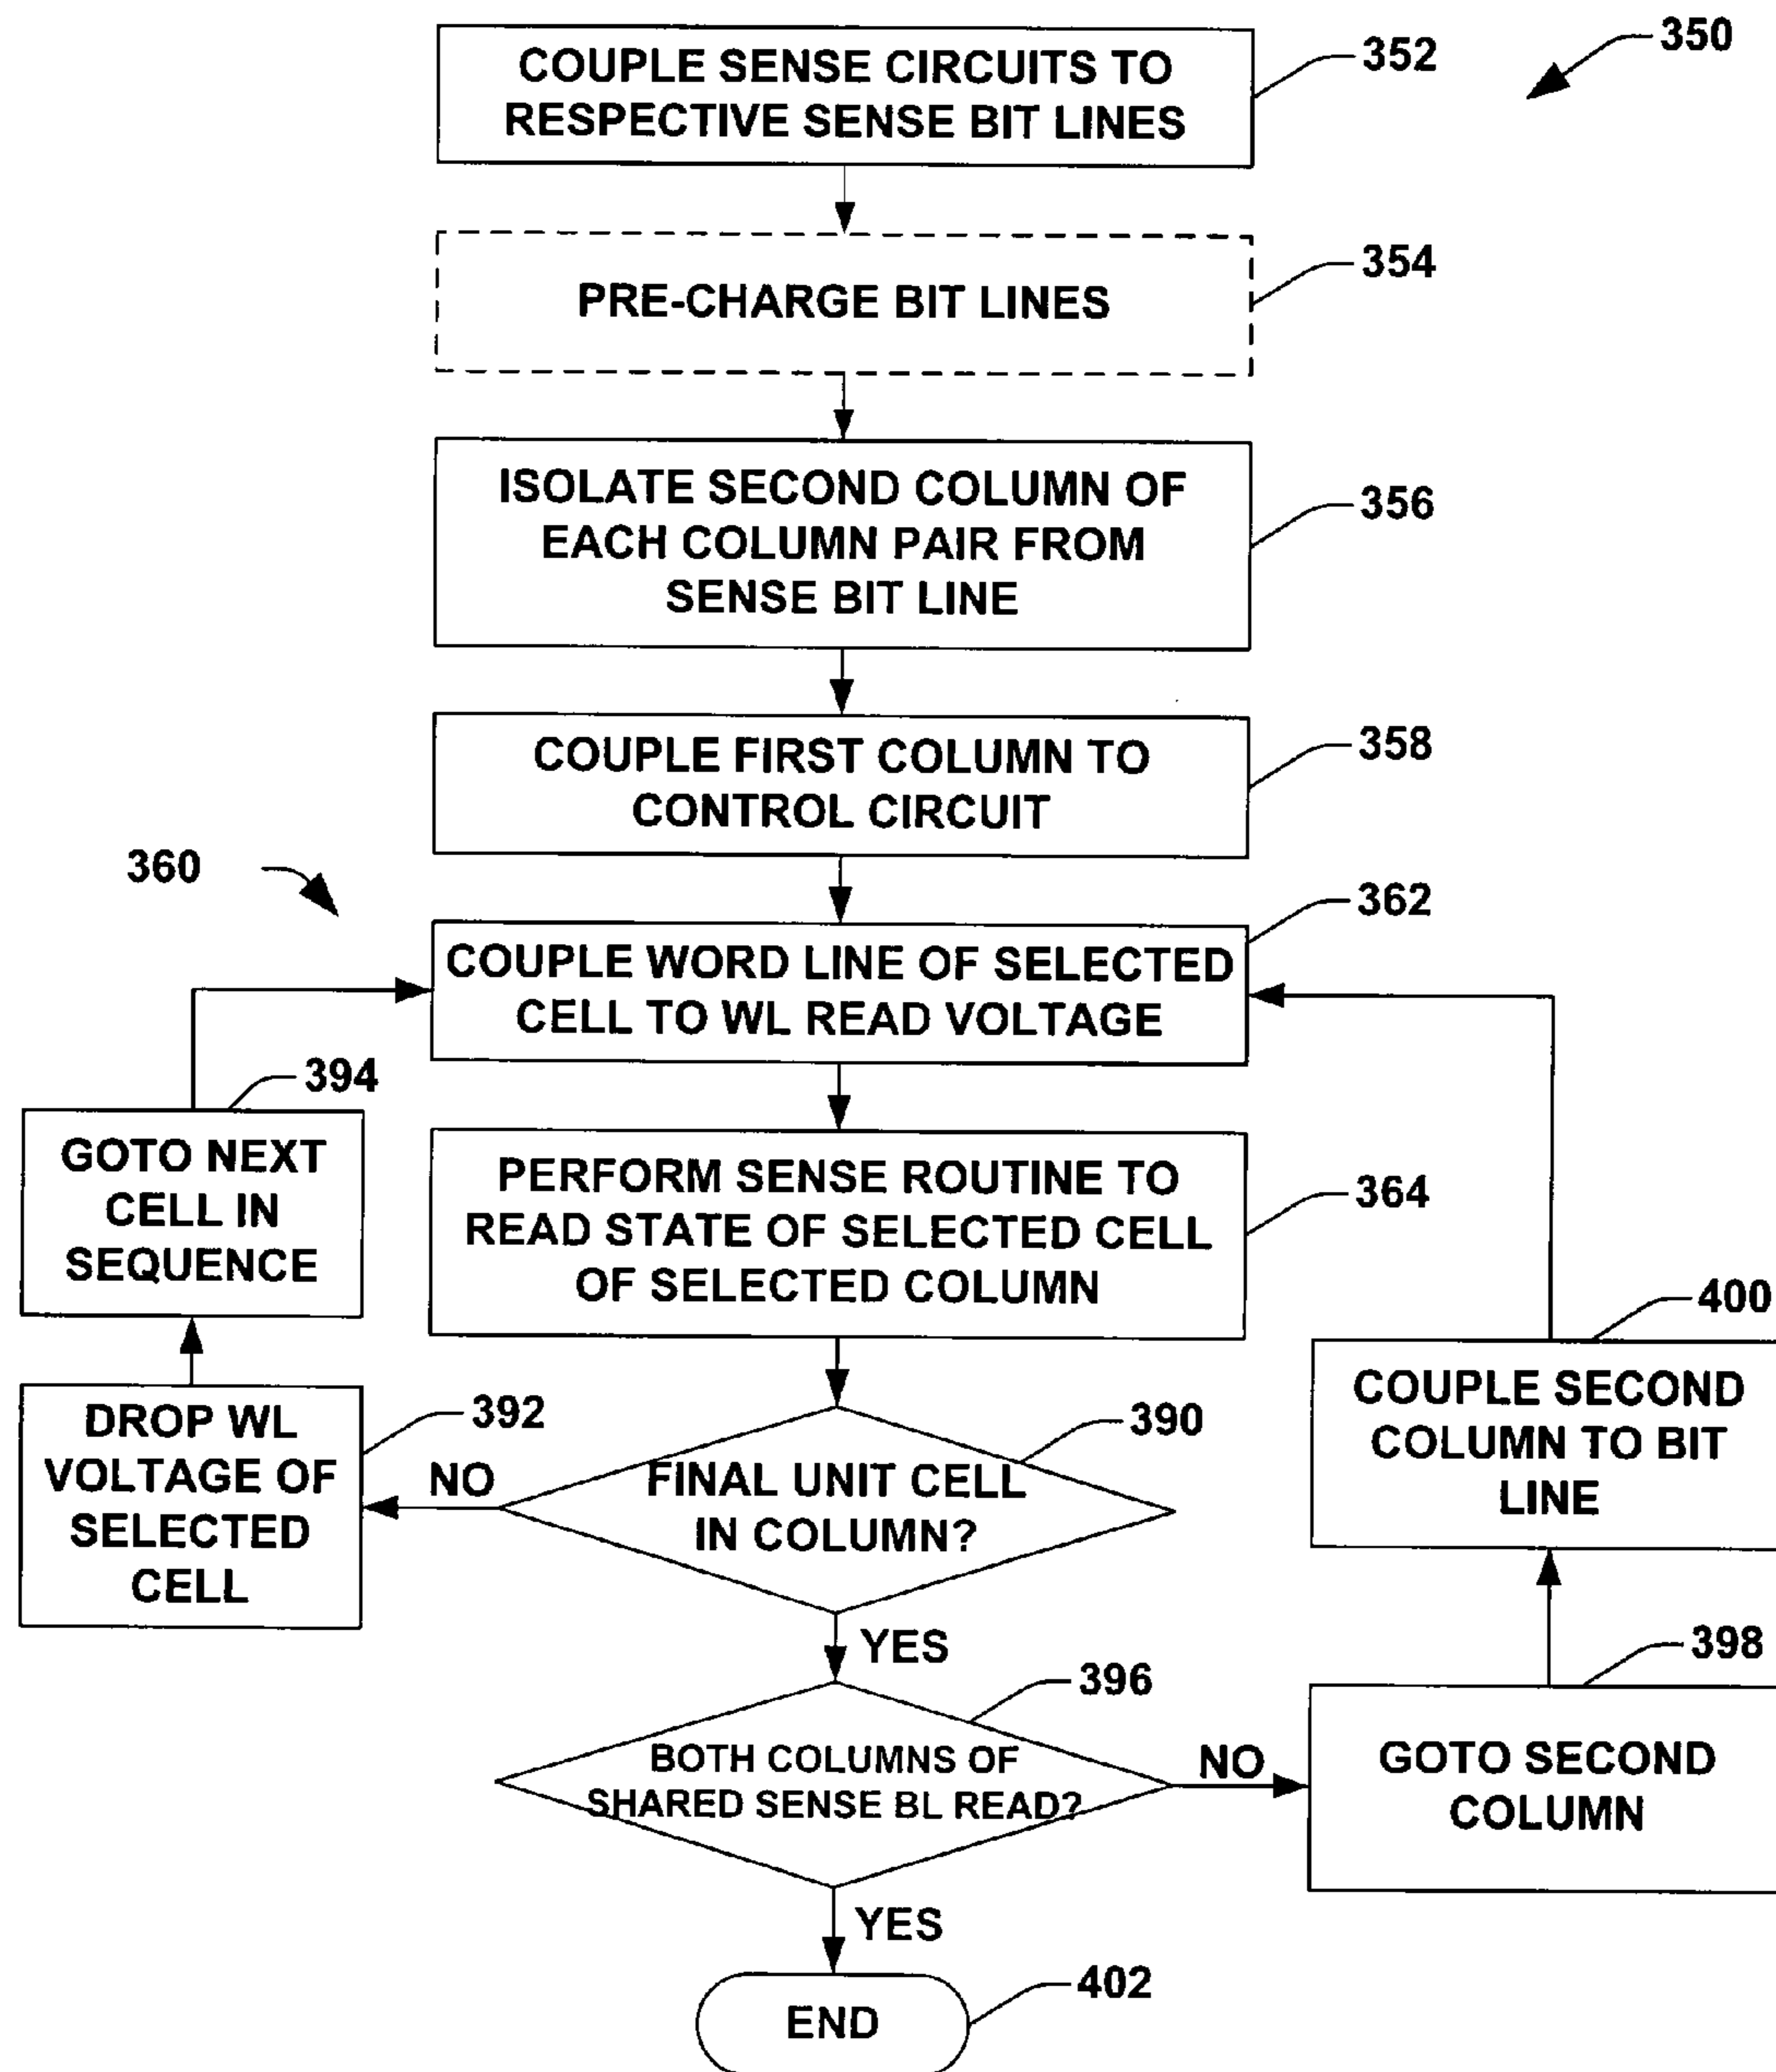 350
COUPLE SENSE CIRCUITS TO
RESPECTIVE SENSE BIT LINES
352
PRE-CHARGE BIT LINES
354
ISOLATE SECOND COLUMN OF
EACH COLUMN PAIR FROM
SENSE BIT LINE
356
COUPLE FIRST COLUMN TO
CONTROL CIRCUIT
358
360
COUPLE WORD LINE OF SELECTED
CELL TO WL READ VOLTAGE
362
PERFORM SENSE ROUTINE TO
READ STATE OF SELECTED CELL
OF SELECTED COLUMN
364
FINAL UNIT CELL
IN COLUMN?
390
NO
DROP WL
VOLTAGE OF
SELECTED
CELL
392
GOTO NEXT
CELL IN
SEQUENCE
394
YES
BOTH COLUMNS OF
SHARED SENSE BL READ?
396
NO
GOTO SECOND
COLUMN
398
COUPLE SECOND
COLUMN TO BIT
LINE
400
YES
END
402